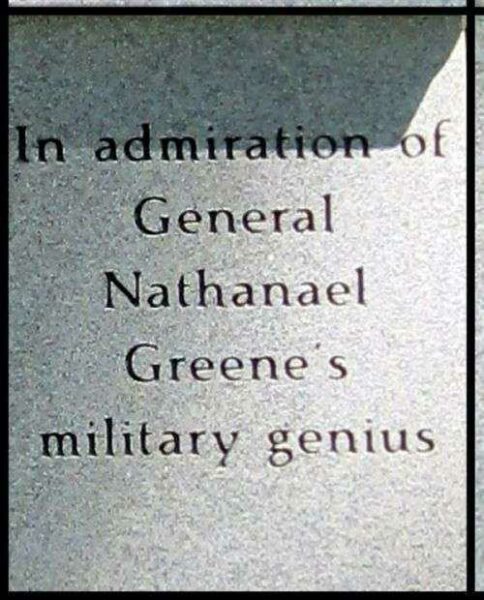 In admiration of
General
Nathanael
Greene's
military genius